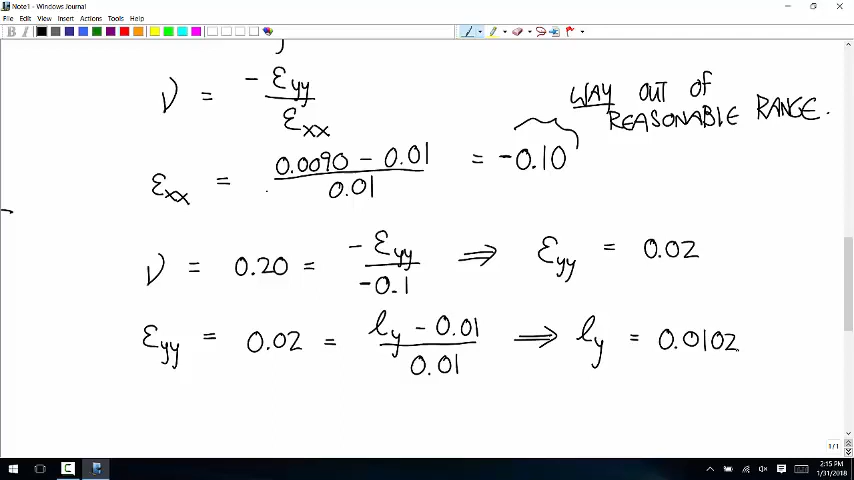 Note1 - Windows Journal
File Edit View Insert Actions Tools Help
ν = -εyy / εxx
WAY OUT OF
REASONABLE RANGE.
εxx = (0.0090 - 0.01) / 0.01 = -0.10
ν = 0.20 = -εyy / -0.1 ⇒ εyy = 0.02
εyy = 0.02 = (ly - 0.01) / 0.01 ⇒ ly = 0.0102
1/1
2:15 PM
1/31/2018